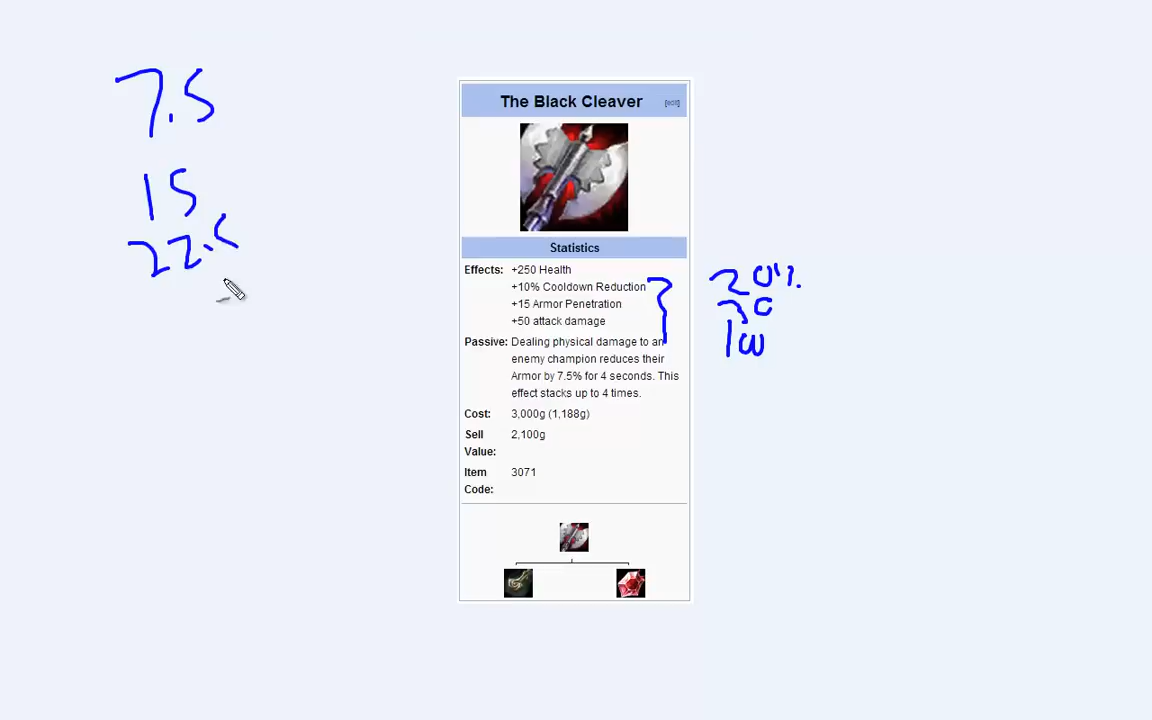 7.5
15
22.5
The Black Cleaver [edit]
Statistics
Effects: +250 Health
+10% Cooldown Reduction
+15 Armor Penetration
+50 attack damage
Passive: Dealing physical damage to an
enemy champion reduces their
Armor by 7.5% for 4 seconds. This
effect stacks up to 4 times.
Cost: 3,000g (1,188g)
Sell 2,100g
Value:
Item 3071
Code:
20%
30
100